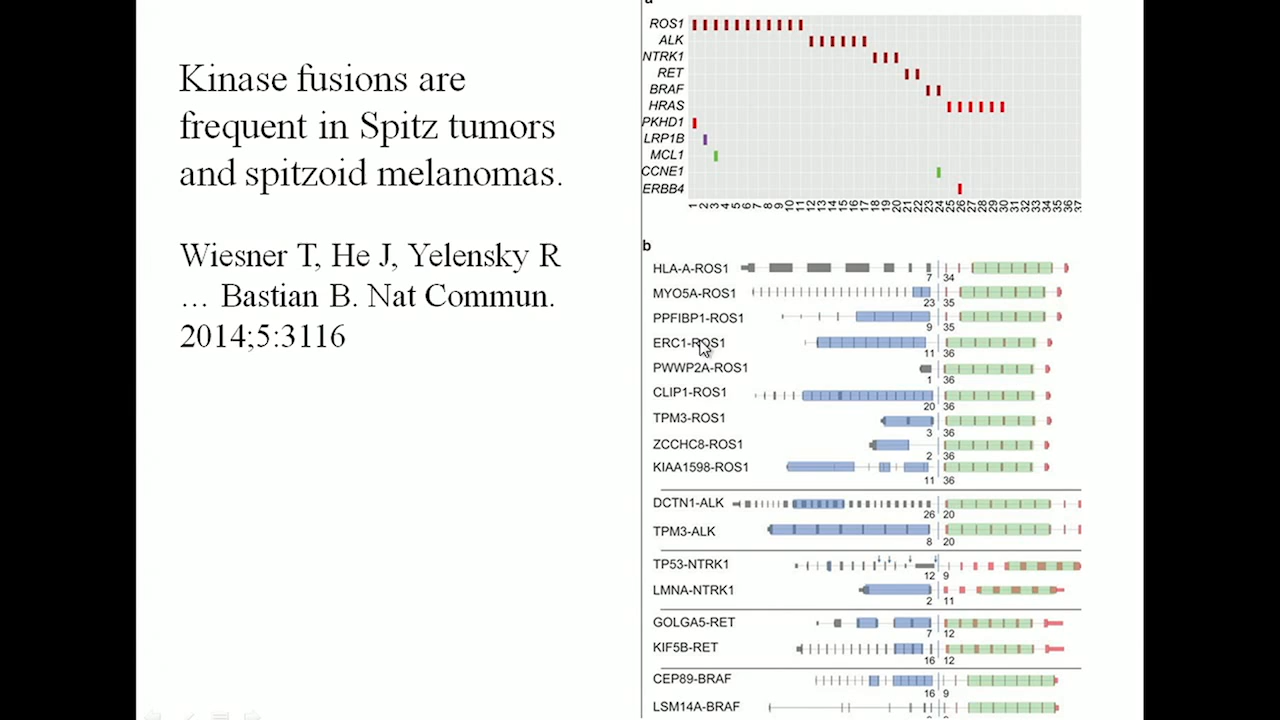 Kinase fusions are
frequent in Spitz tumors
and spitzoid melanomas.
Wiesner T, He J, Yelensky R
… Bastian B. Nat Commun.
2014;5:3116
ROS1
ALK
NTRK1
RET
BRAF
HRAS
PKHD1
LRP1B
MCL1
CCNE1
ERBB4
1 2 3 4 5 6 7 8 9 10 11 12 13 14 15 16 17 18 19 20 21 22 23 24 25 26 27 28 29 30 31 32 33 34 35 36 37
b
HLA-A-ROS1
7 34
MYO5A-ROS1
23 35
PPFIBP1-ROS1
9 35
ERC1-ROS1
11 36
PWWP2A-ROS1
1 36
CLIP1-ROS1
20 36
TPM3-ROS1
3 36
ZCCHC8-ROS1
2 36
KIAA1598-ROS1
11 36
DCTN1-ALK
26 20
TPM3-ALK
8 20
TP53-NTRK1
12 9
LMNA-NTRK1
2 11
GOLGA5-RET
7 12
KIF5B-RET
16 12
CEP89-BRAF
16 9
LSM14A-BRAF